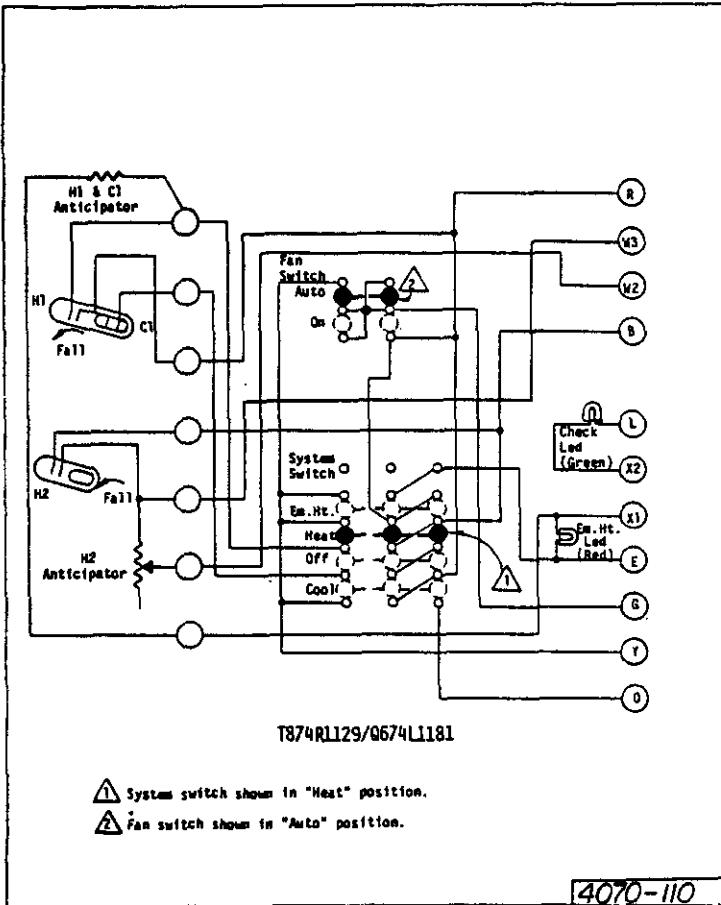 H1 & C1
Anticipator
R
W3
W2
B
Fan
Switch
Auto
On
2
H1
C1
Fall
L
Check
Led
(Green)
X2
System
Switch
H2
Fall
Em.Ht.
Heat
Off
Cool
X1
Em.Ht.
Led
(Red)
E
H2
Anticipator
1
G
Y
O
T874R1129/Q674L1181
1 System switch shown in "Heat" position.
2 Fan switch shown in "Auto" position.
4070-110